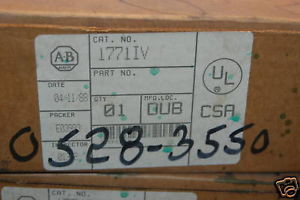 A-B
CAT. NO.
1771IV
PART NO.
UL
DATE
04/11/88
QTY
01
MFG.LOC.
DUB
CSA
PACKER
INSPECTOR
0528-3550